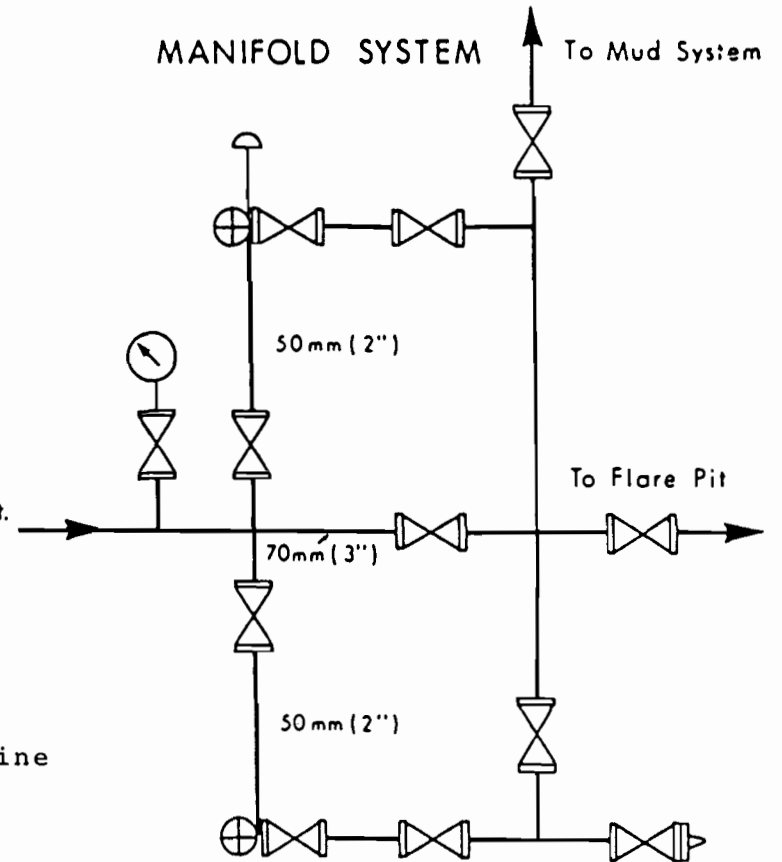 MANIFOLD SYSTEM
To Mud System
50mm (2")
To Flare Pit
70mm (3")
50mm (2")
ine